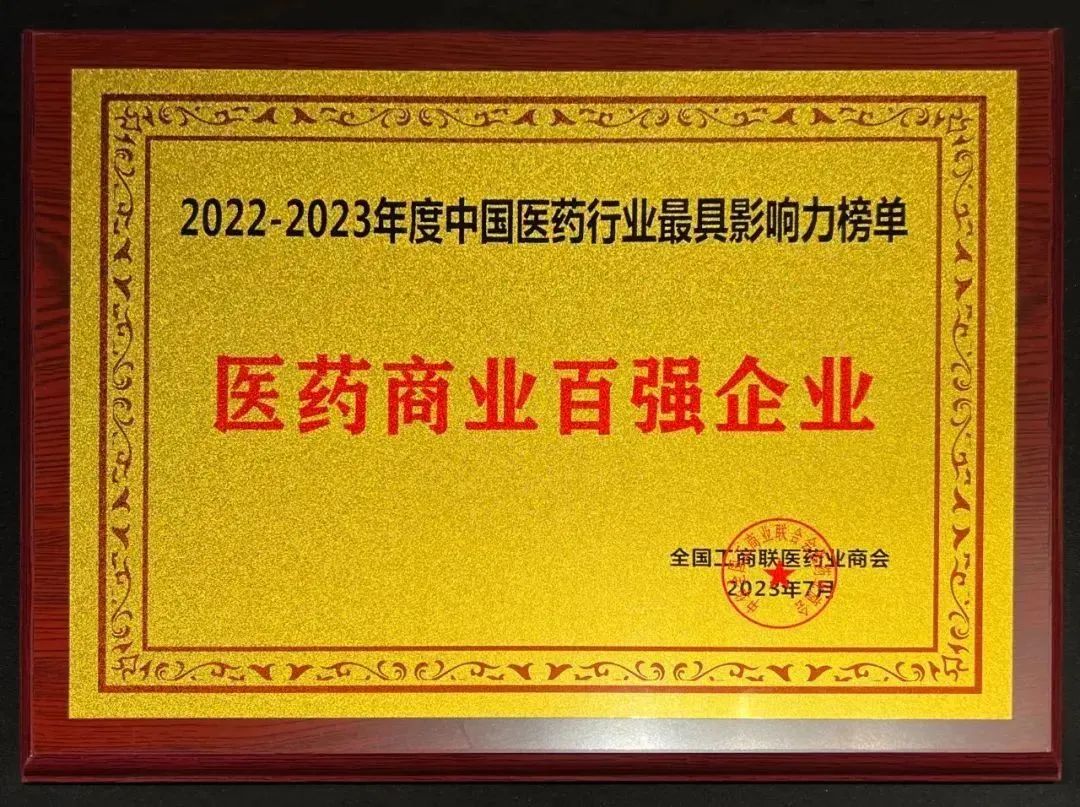 2022-2023年度中国医药行业最具影响力榜单
医药商业百强企业
全国工商联医药业商会
2023年7月